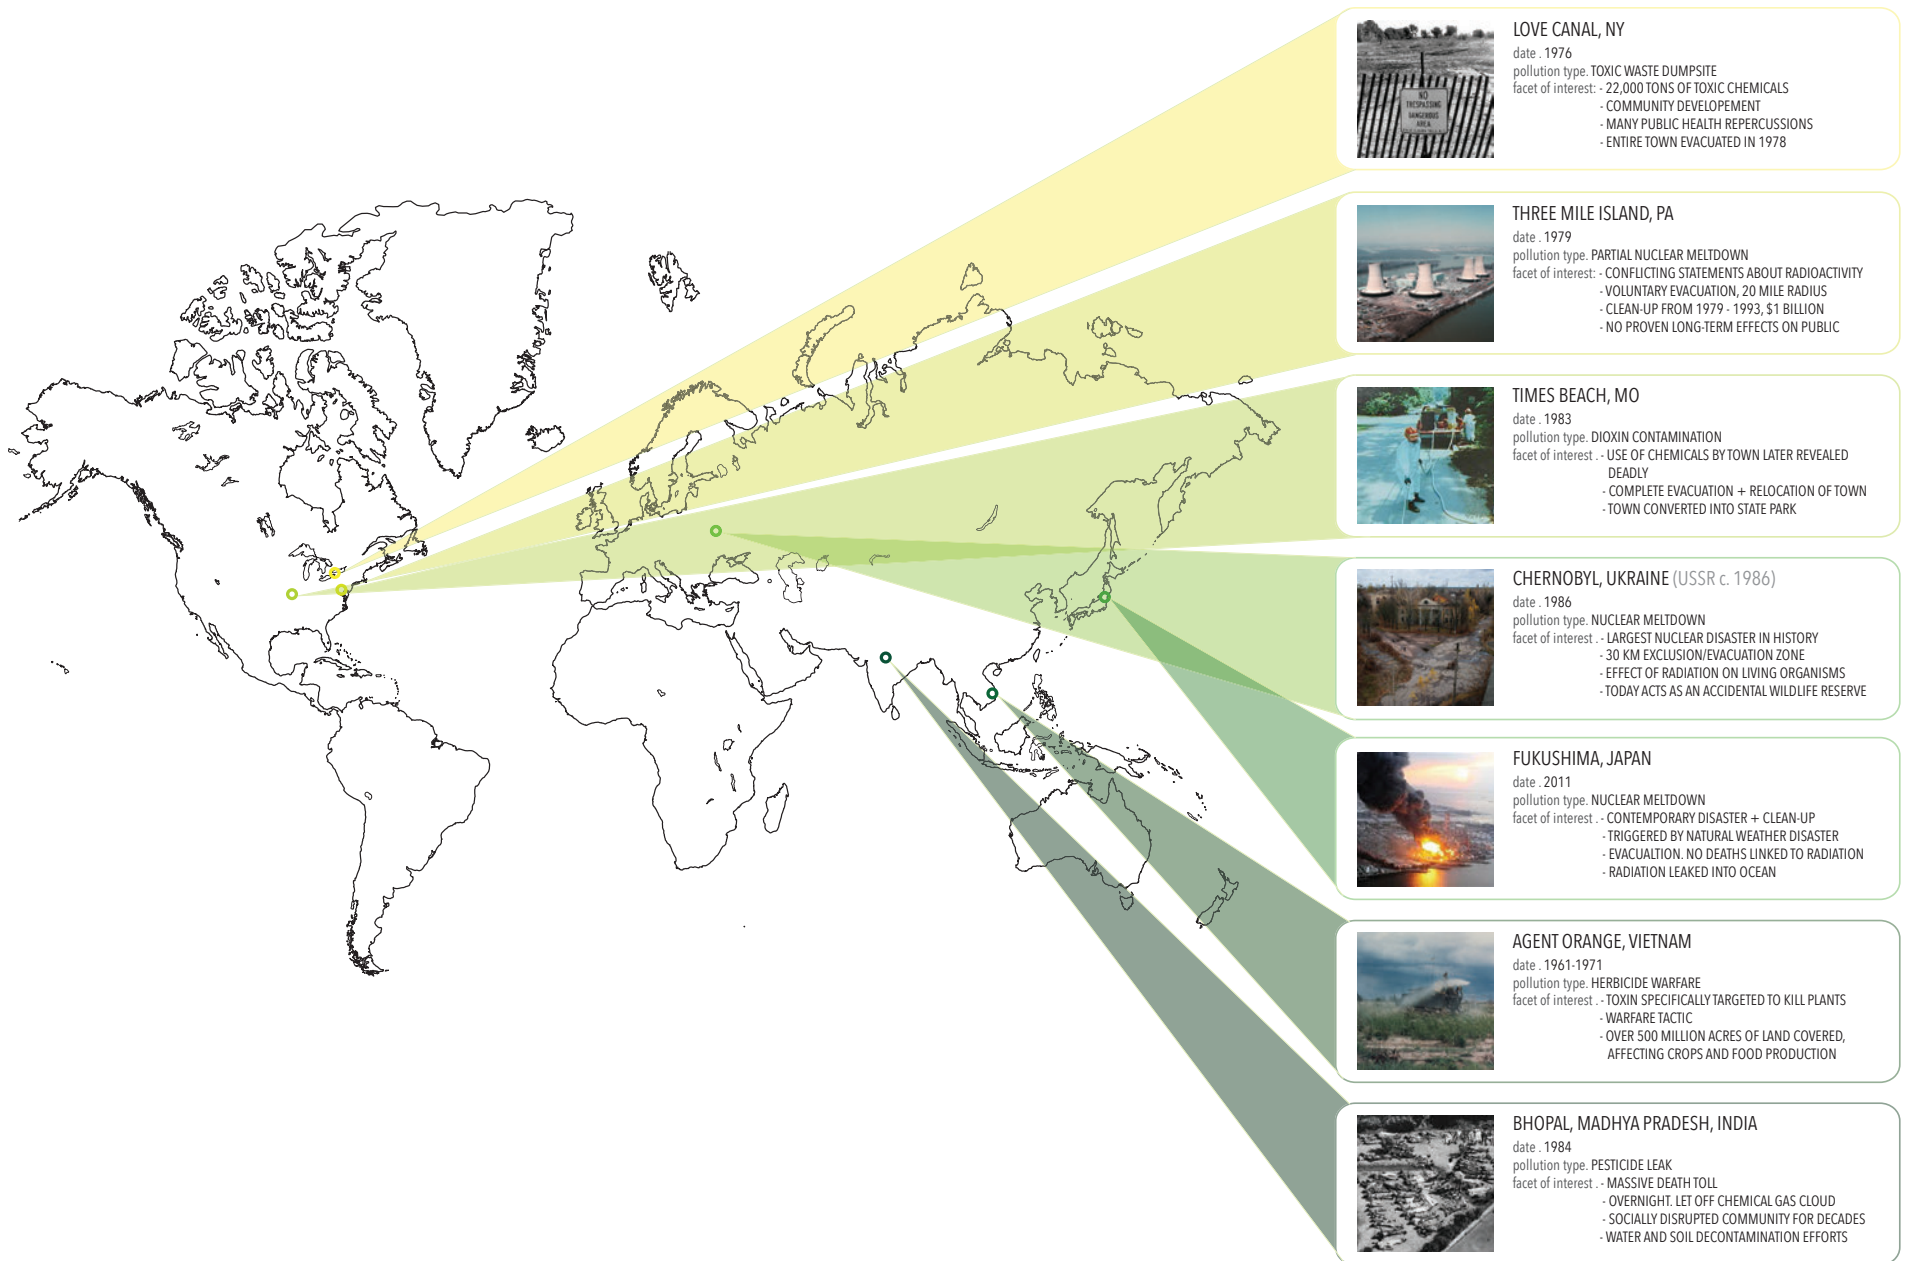 LOVE CANAL, NY
date . 1976
pollution type. TOXIC WASTE DUMPSITE
facet of interest: - 22,000 TONS OF TOXIC CHEMICALS
- COMMUNITY DEVELOPEMENT
- MANY PUBLIC HEALTH REPERCUSSIONS
- ENTIRE TOWN EVACUATED IN 1978
NO
TRESPASSING
DANGEROUS
AREA
THREE MILE ISLAND, PA
date . 1979
pollution type. PARTIAL NUCLEAR MELTDOWN
facet of interest: - CONFLICTING STATEMENTS ABOUT RADIOACTIVITY
- VOLUNTARY EVACUATION, 20 MILE RADIUS
- CLEAN-UP FROM 1979 - 1993, $1 BILLION
- NO PROVEN LONG-TERM EFFECTS ON PUBLIC
TIMES BEACH, MO
date . 1983
pollution type. DIOXIN CONTAMINATION
facet of interest . - USE OF CHEMICALS BY TOWN LATER REVEALED
DEADLY
- COMPLETE EVACUATION + RELOCATION OF TOWN
- TOWN CONVERTED INTO STATE PARK
CHERNOBYL, UKRAINE (USSR c. 1986)
date . 1986
pollution type. NUCLEAR MELTDOWN
facet of interest . - LARGEST NUCLEAR DISASTER IN HISTORY
- 30 KM EXCLUSION/EVACUATION ZONE
- EFFECT OF RADIATION ON LIVING ORGANISMS
- TODAY ACTS AS AN ACCIDENTAL WILDLIFE RESERVE
FUKUSHIMA, JAPAN
date . 2011
pollution type. NUCLEAR MELTDOWN
facet of interest . - CONTEMPORARY DISASTER + CLEAN-UP
- TRIGGERED BY NATURAL WEATHER DISASTER
- EVACUALTION. NO DEATHS LINKED TO RADIATION
- RADIATION LEAKED INTO OCEAN
AGENT ORANGE, VIETNAM
date . 1961-1971
pollution type. HERBICIDE WARFARE
facet of interest . - TOXIN SPECIFICALLY TARGETED TO KILL PLANTS
- WARFARE TACTIC
- OVER 500 MILLION ACRES OF LAND COVERED,
AFFECTING CROPS AND FOOD PRODUCTION
BHOPAL, MADHYA PRADESH, INDIA
date . 1984
pollution type. PESTICIDE LEAK
facet of interest . - MASSIVE DEATH TOLL
- OVERNIGHT. LET OFF CHEMICAL GAS CLOUD
- SOCIALLY DISRUPTED COMMUNITY FOR DECADES
- WATER AND SOIL DECONTAMINATION EFFORTS